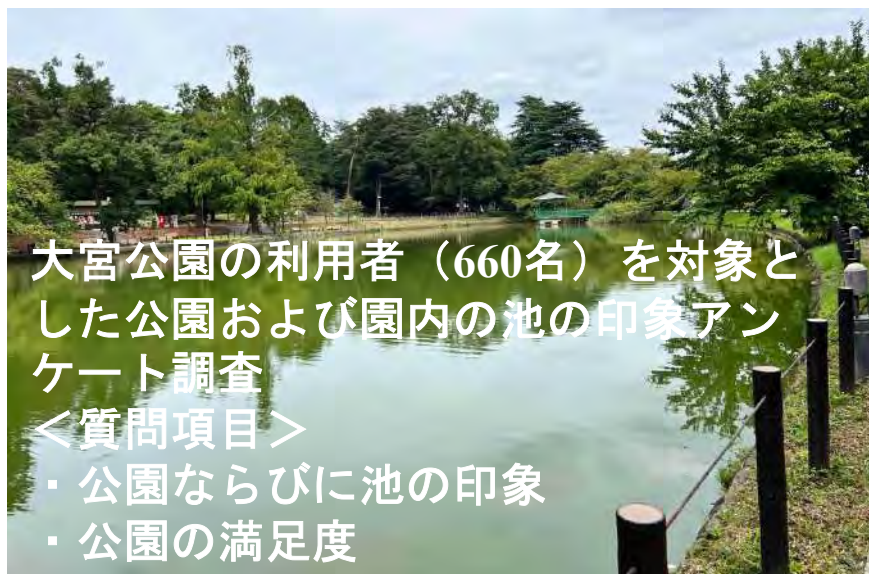 大宮公園の利用者（660名）を対象と
した公園および園内の池の印象アン
ケート調査
＜質問項目＞
・公園ならびに池の印象
・公園の満足度